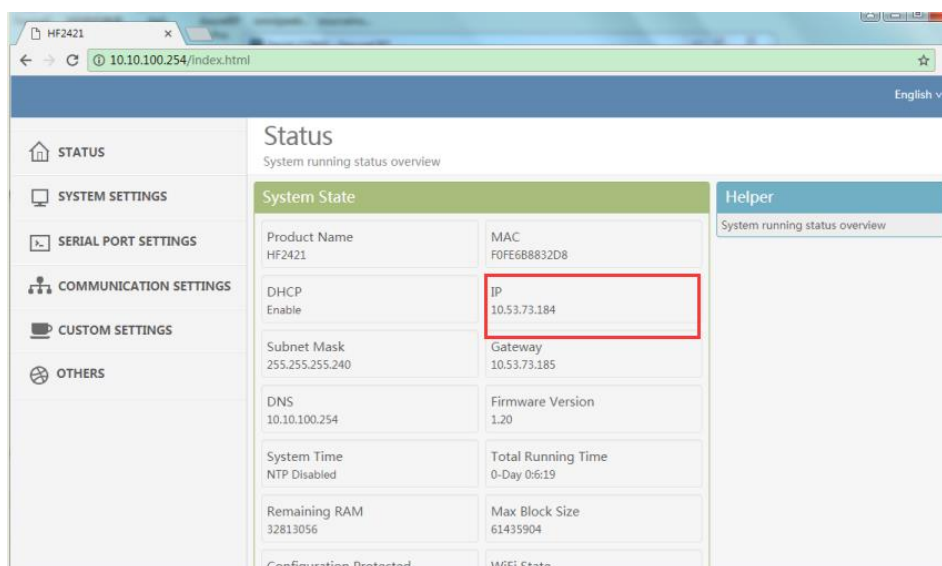 HF2421
10.10.100.254/index.html
English
STATUS
SYSTEM SETTINGS
SERIAL PORT SETTINGS
COMMUNICATION SETTINGS
CUSTOM SETTINGS
OTHERS
Status
System running status overview
System State
Product Name
HF2421
MAC
F0FE6B8832D8
DHCP
Enable
IP
10.53.73.184
Subnet Mask
255.255.255.240
Gateway
10.53.73.185
DNS
10.10.100.254
Firmware Version
1.20
System Time
NTP Disabled
Total Running Time
0-Day 0:6:19
Remaining RAM
32813056
Max Block Size
61435904
Configuration Protected
WiFi State
Helper
System running status overview